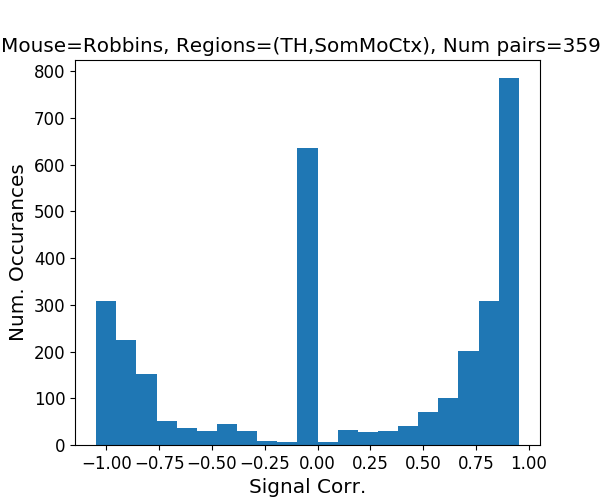 Mouse=Robbins, Regions=(TH,SomMoCtx), Num pairs=359
800
700
600
500
400
300
200
100
0
Num. Occurances
−1.00 −0.75 −0.50 −0.25 0.00 0.25 0.50 0.75 1.00
Signal Corr.